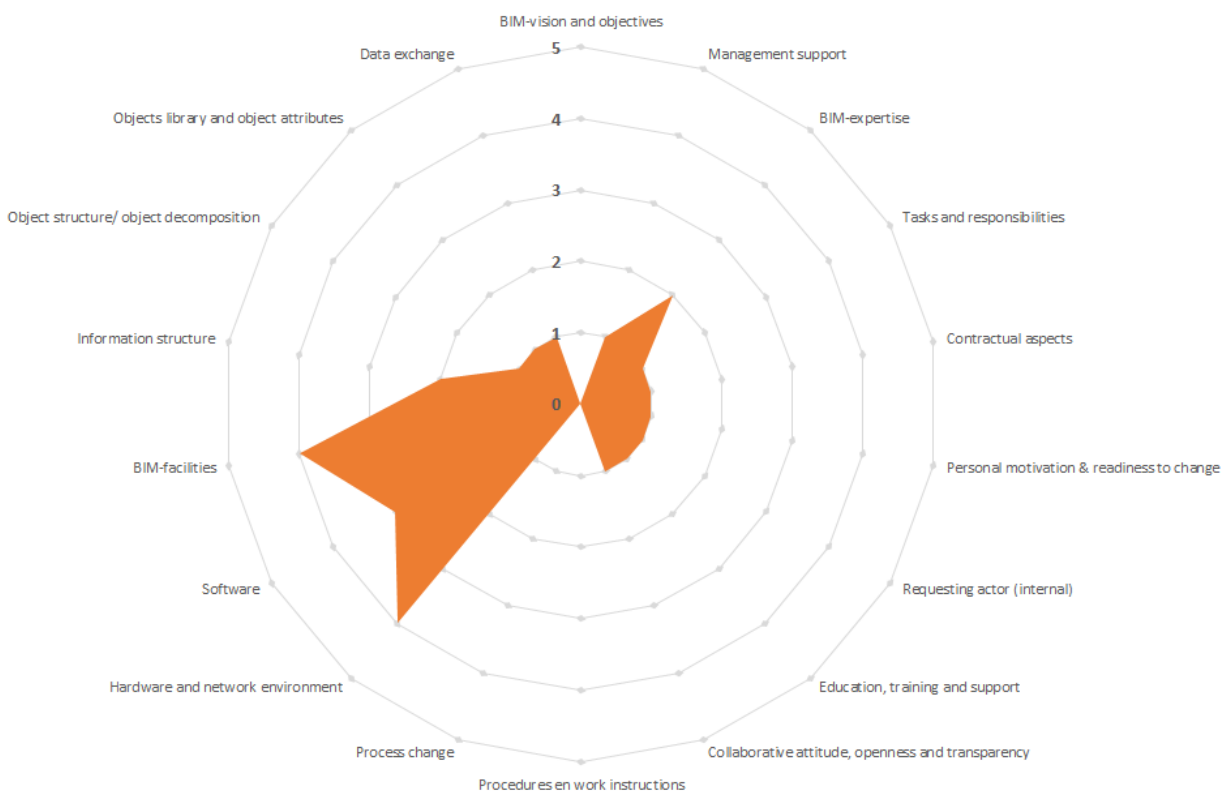 BIM-vision and objectives
Management support
BIM-expertise
Tasks and responsibilities
Contractual aspects
Personal motivation & readiness to change
Requesting actor (internal)
Education, training and support
Collaborative attitude, openness and transparency
Procedures en work instructions
Process change
Hardware and network environment
Software
BIM-facilities
Information structure
Object structure/ object decomposition
Objects library and object attributes
Data exchange
5
4
3
2
1
0